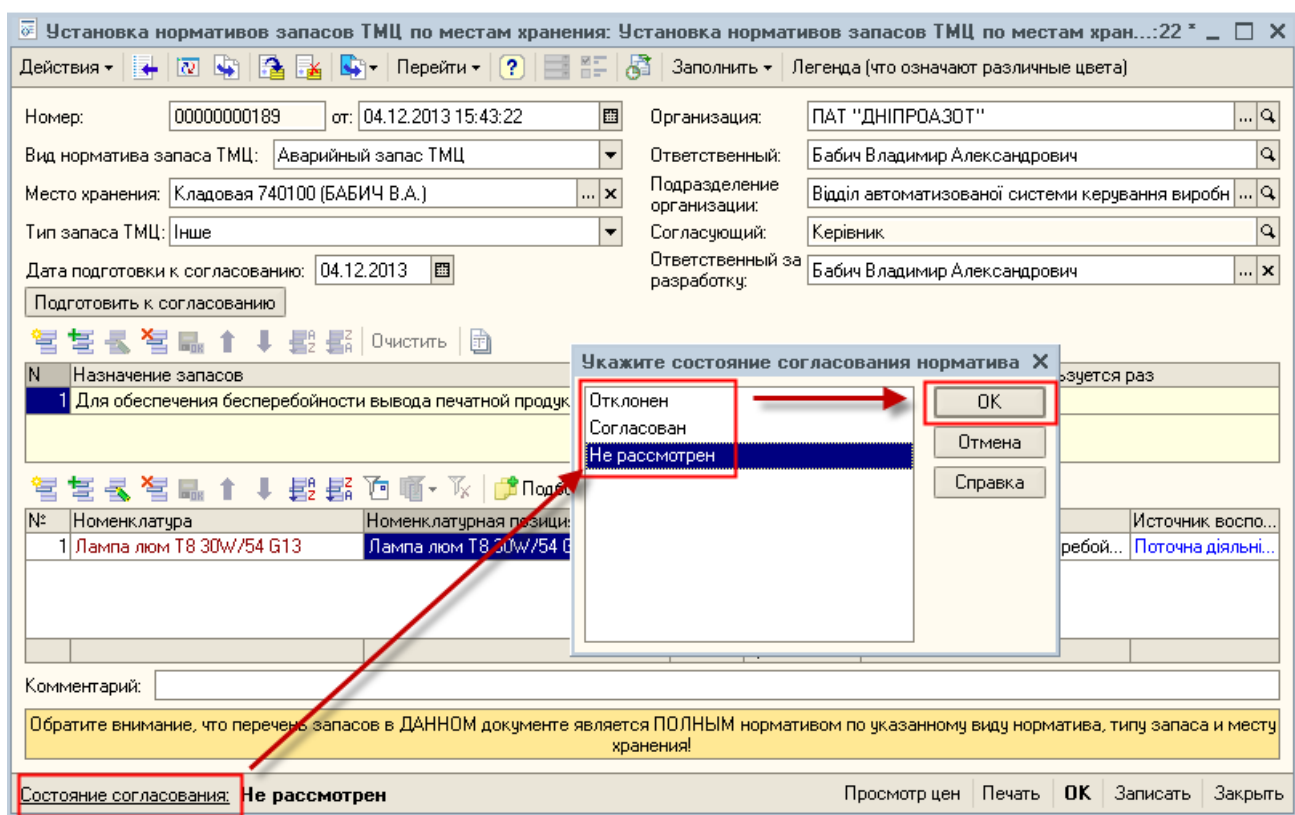 Установка нормативов запасов ТМЦ по местам хранения: Установка нормативов запасов ТМЦ по местам хран...:22 *
Действия Перейти Заполнить Легенда (что означают различные цвета)
Номер: 00000000189 от: 04.12.2013 15:43:22 Организация: ПАТ "ДНІПРОАЗОТ"
Вид норматива запаса ТМЦ: Аварийный запас ТМЦ Ответственный: Бабич Владимир Александрович
Место хранения: Кладовая 740100 (БАБИЧ В.А.) Подразделение организации: Відділ автоматизованої системи керування виробн
Тип запаса ТМЦ: Інше Согласующий: Керівник
Дата подготовки к согласованию: 04.12.2013 Ответственный за разработку: Бабич Владимир Александрович
Подготовить к согласованию
Очистить
Укажите состояние согласования норматива
N Назначение запасов зуется раз
1 Для обеспечения бесперебойности вывода печатной продук
Отклонен OK
Согласован Отмена
Не рассмотрен Справка
№ Номенклатура Номенклатурная позиция Источник воспо...
1 Лампа люм T8 30W/54 G13 Лампа люм T8 30W/54 G ребой... Поточна діяльні...
Комментарий:
Обратите внимание, что перечень запасов в ДАННОМ документе является ПОЛНЫМ нормативом по указанному виду норматива, типу запаса и месту
хранения!
Состояние согласования: Не рассмотрен Просмотр цен Печать OK Записать Закрыть